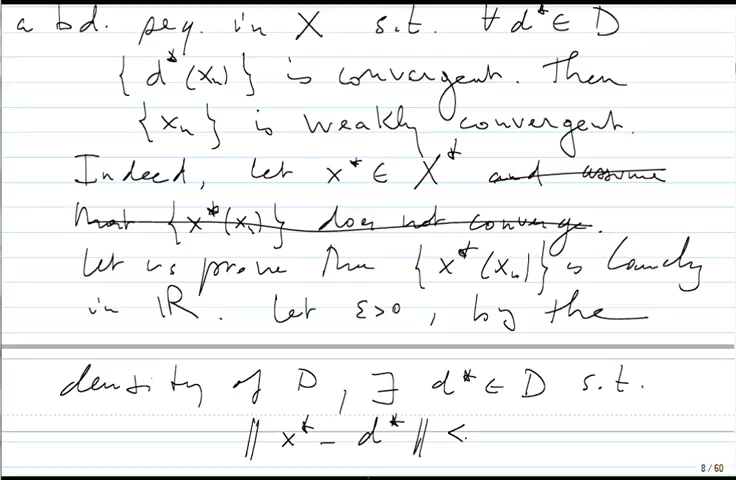 a bd. seq. in X s.t. ∀ d* ∈ D
{ d*(xₙ) } is convergent. Then
{ xₙ } is weakly convergent.
Indeed, let x* ∈ X* and assume
that { x*(xₙ) } does not converge.
Let us prove that { x*(xₙ) } is Cauchy
in ℝ. Let ε>0, by the
density of D, ∃ d* ∈ D s.t.
‖ x* - d* ‖ <
8 / 60